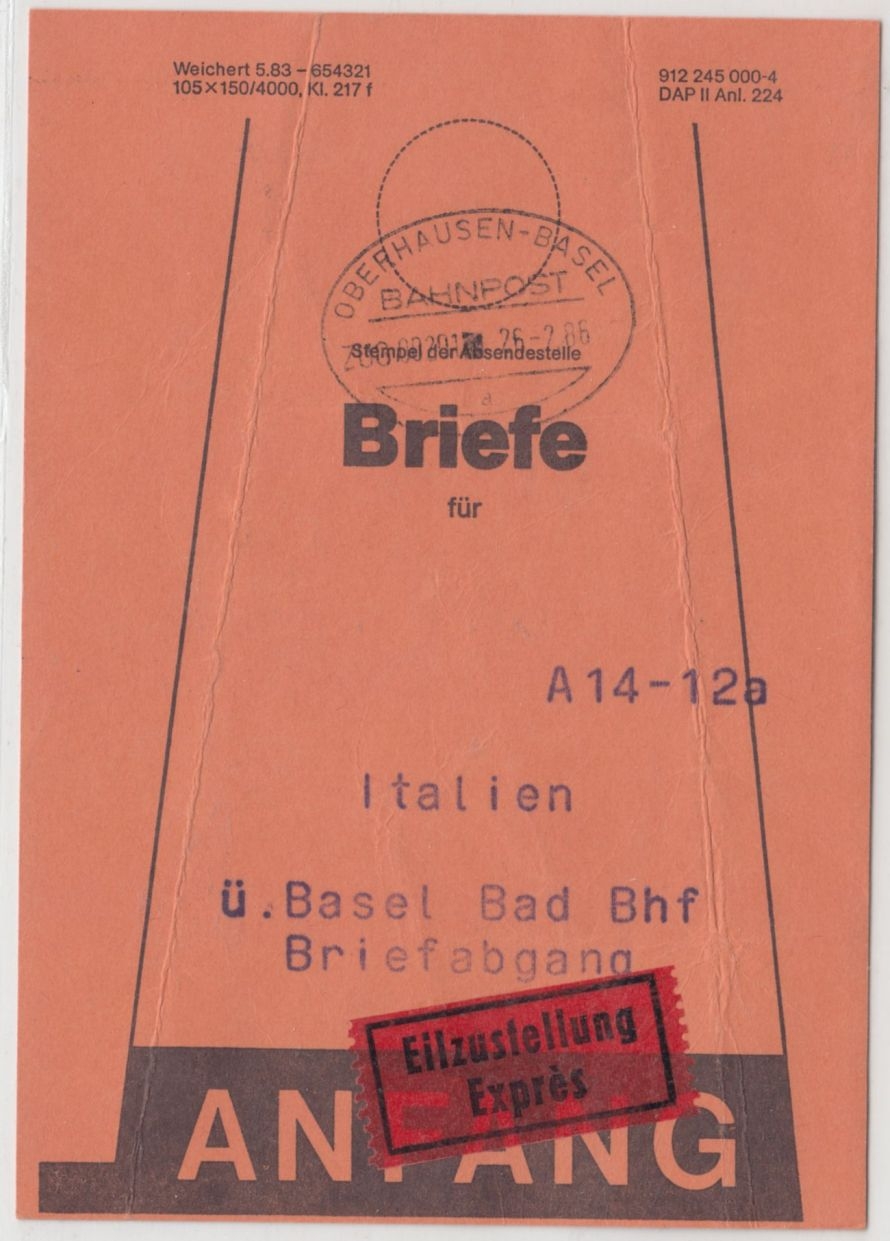 Weichert 5.83 – 654321
105×150/4000, Kl. 217 f
912 245 000-4
DAP II Anl. 224
OBERHAUSEN-BASEL
BAHNPOST
ZUG 26-2.86
Stempel der Absendestelle
a
Briefe
für
A14-12a
Italien
ü.Basel Bad Bhf
Briefabgang
Eilzustellung
Exprès
ANFANG